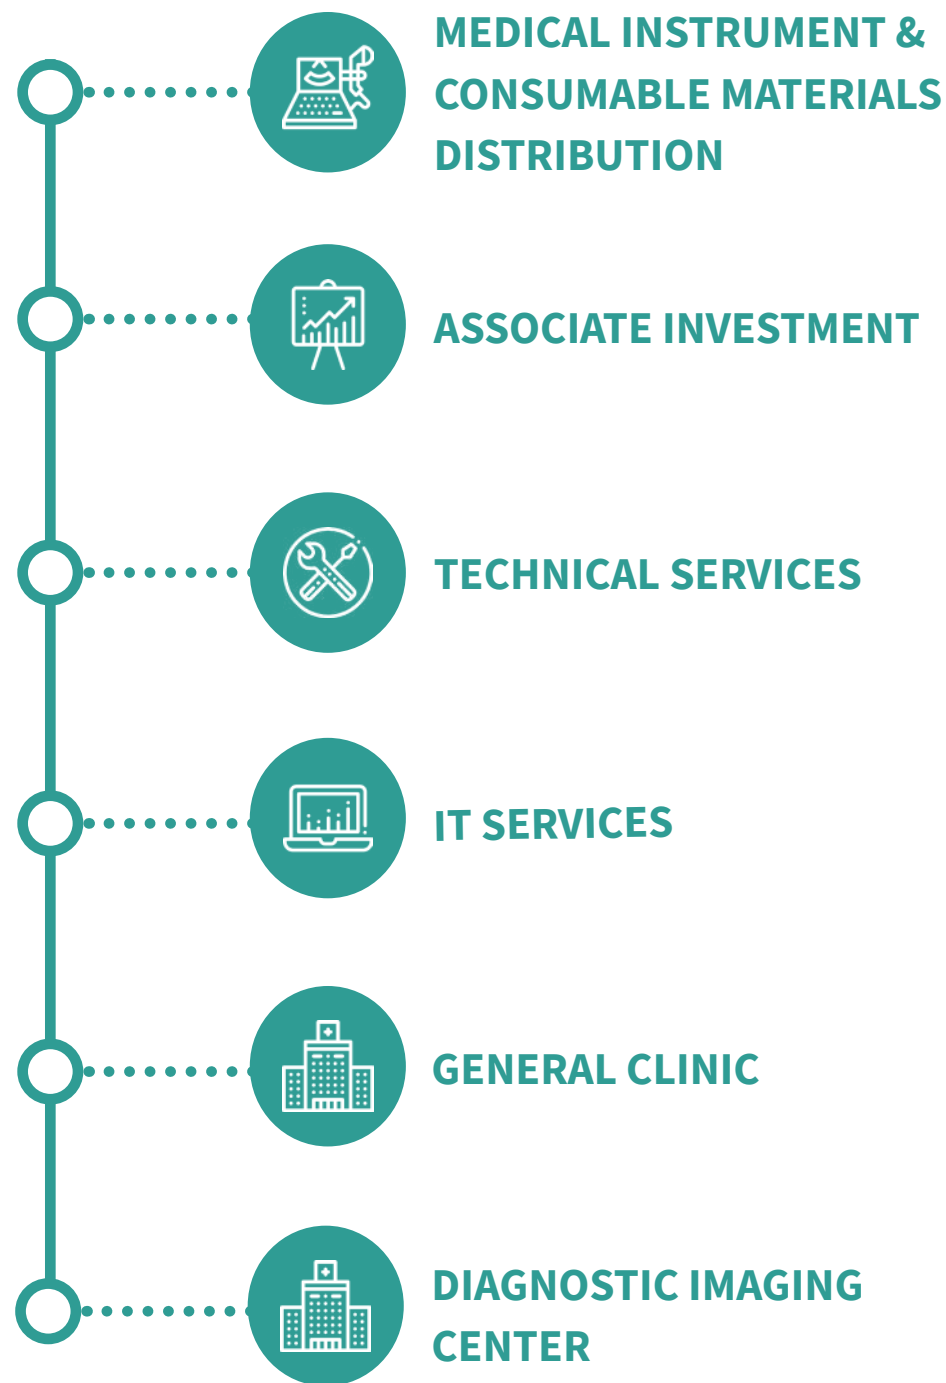 MEDICAL INSTRUMENT &
CONSUMABLE MATERIALS
DISTRIBUTION
ASSOCIATE INVESTMENT
TECHNICAL SERVICES
IT SERVICES
GENERAL CLINIC
DIAGNOSTIC IMAGING
CENTER